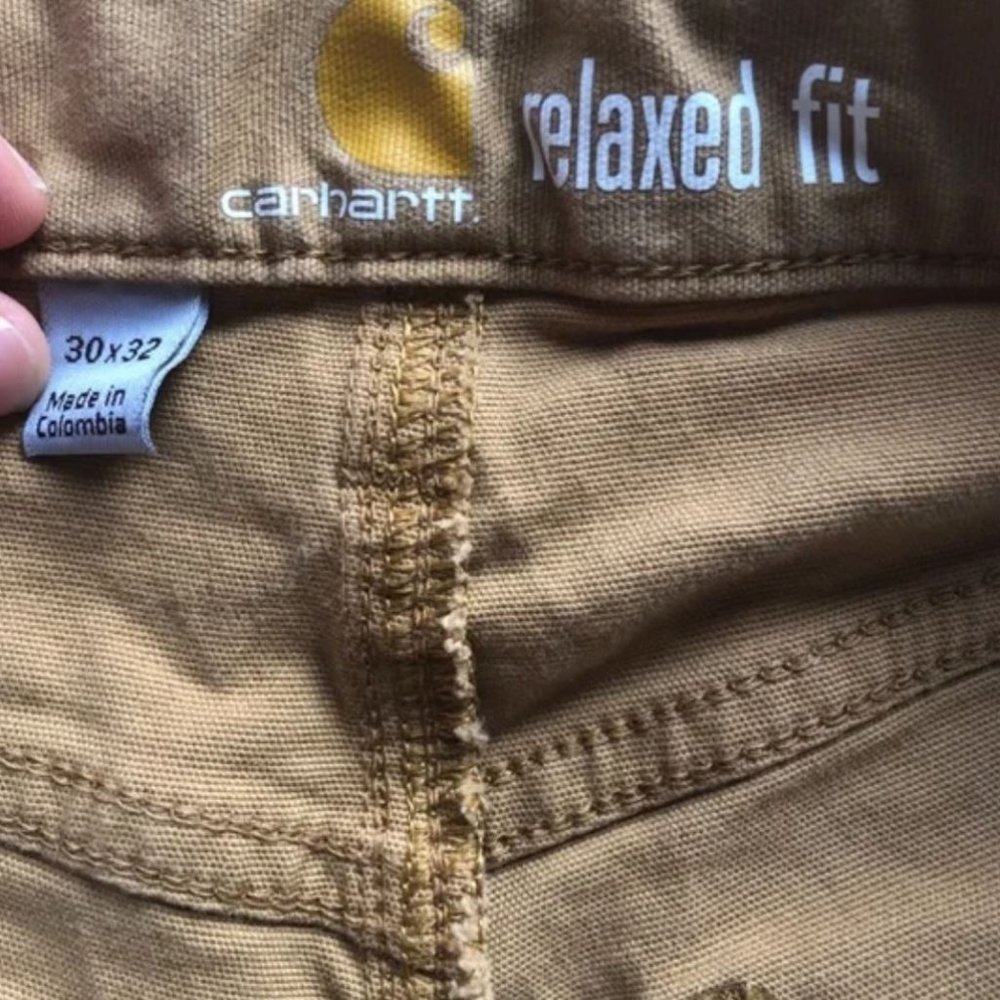 carhartt.
relaxed fit
30x32
Made in
Colombia